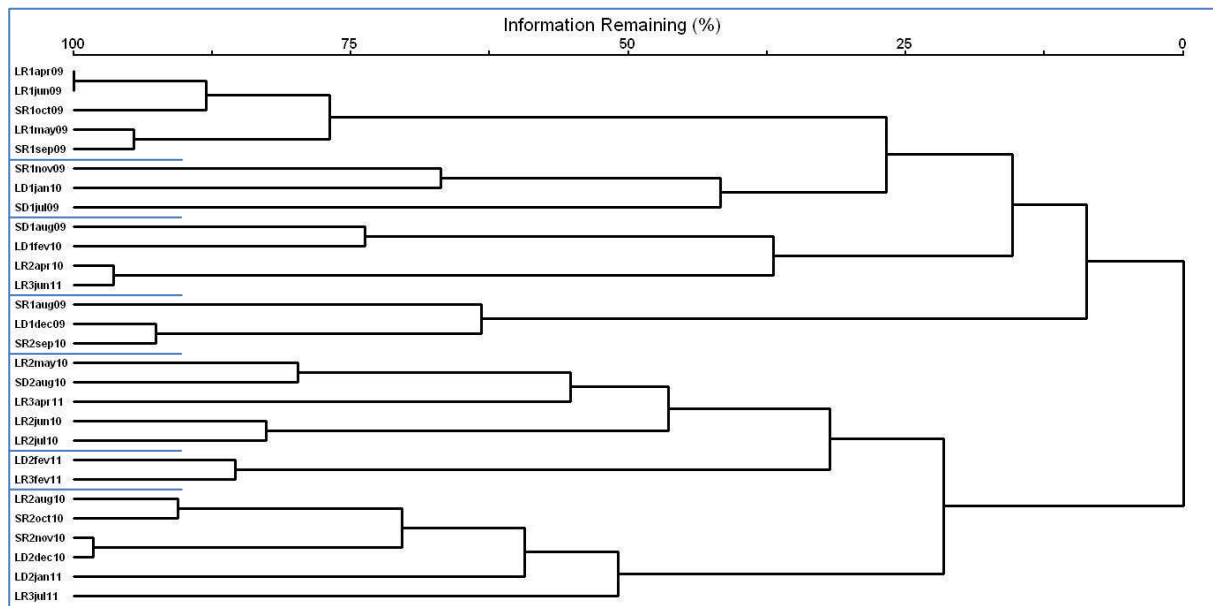 Information Remaining (%)
100 75 50 25 0
LR1apr09
LR1jun09
SR1oct09
LR1may09
SR1sep09
SR1nov09
LD1jan10
SD1jul09
SD1aug09
LD1fev10
LR2apr10
LR3jun11
SR1aug09
LD1dec09
SR2sep10
LR2may10
SD2aug10
LR3apr11
LR2jun10
LR2jul10
LD2fev11
LR3fev11
LR2aug10
SR2oct10
SR2nov10
LD2dec10
LD2jan11
LR3jul11